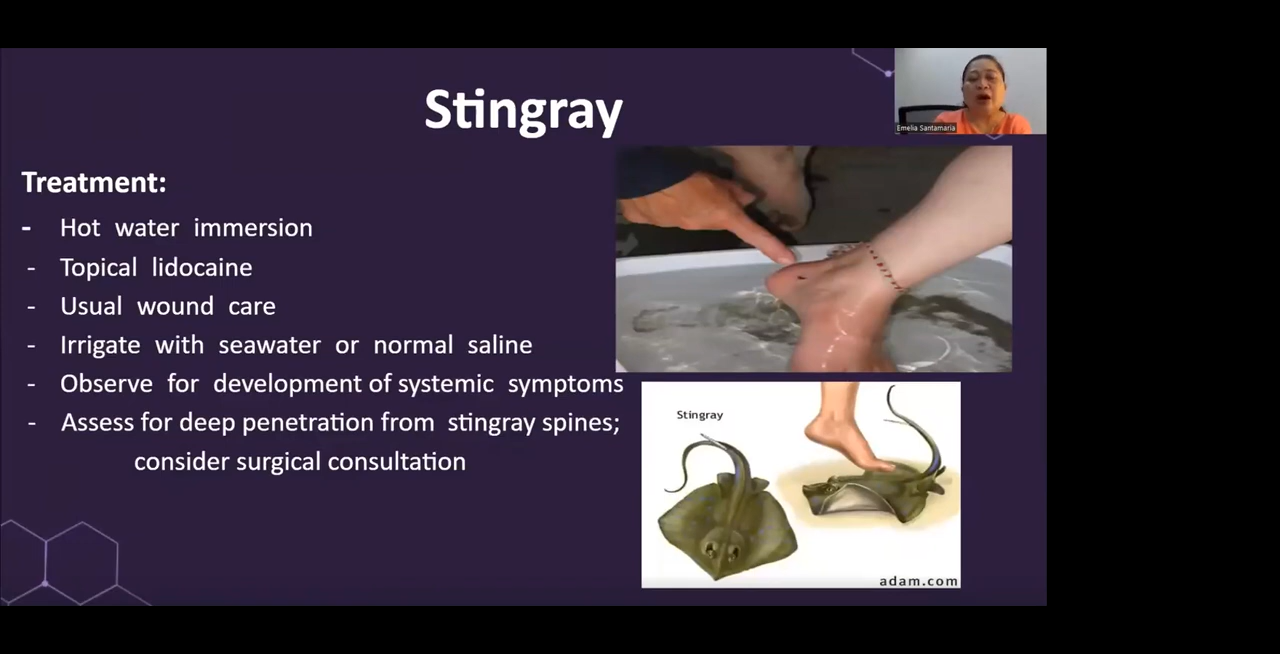 Stingray
Emelia Santamaria
Treatment:
- Hot water immersion
- Topical lidocaine
- Usual wound care
- Irrigate with seawater or normal saline
- Observe for development of systemic symptoms
- Assess for deep penetration from stingray spines;
consider surgical consultation
Stingray
adam.com